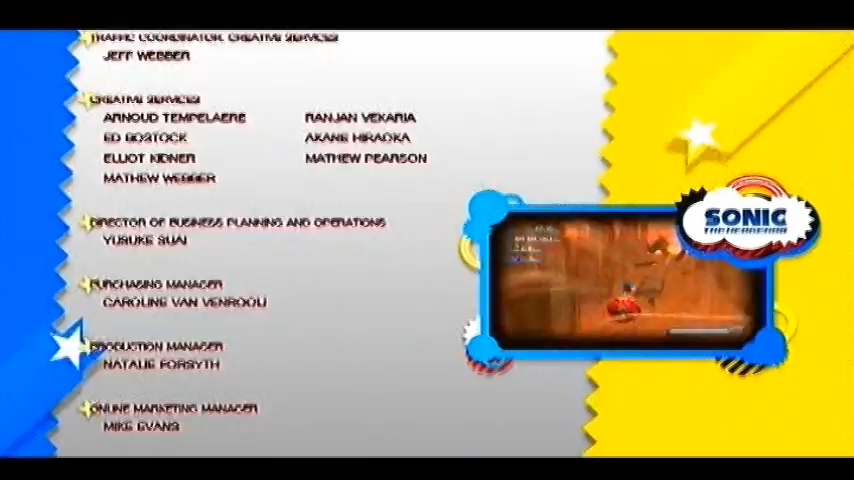 TRAFFIC COORDINATOR, CREATIVE SERVICES
JEFF WEBBER
CREATIVE SERVICES
ARNOUD TEMPELAERE
RANJAN VEKARIA
ED BOSTOCK
AKANE HIRAOKA
ELLIOT KIDNER
MATHEW PEARSON
MATHEW WEBBER
DIRECTOR OF BUSINESS PLANNING AND OPERATIONS
YUSUKE SUAI
PURCHASING MANAGER
CAROLINE VAN VENROOIJ
PRODUCTION MANAGER
NATALIE FORSYTH
ONLINE MARKETING MANAGER
MIKE EVANS
SONIC
THE HEDGEHOG